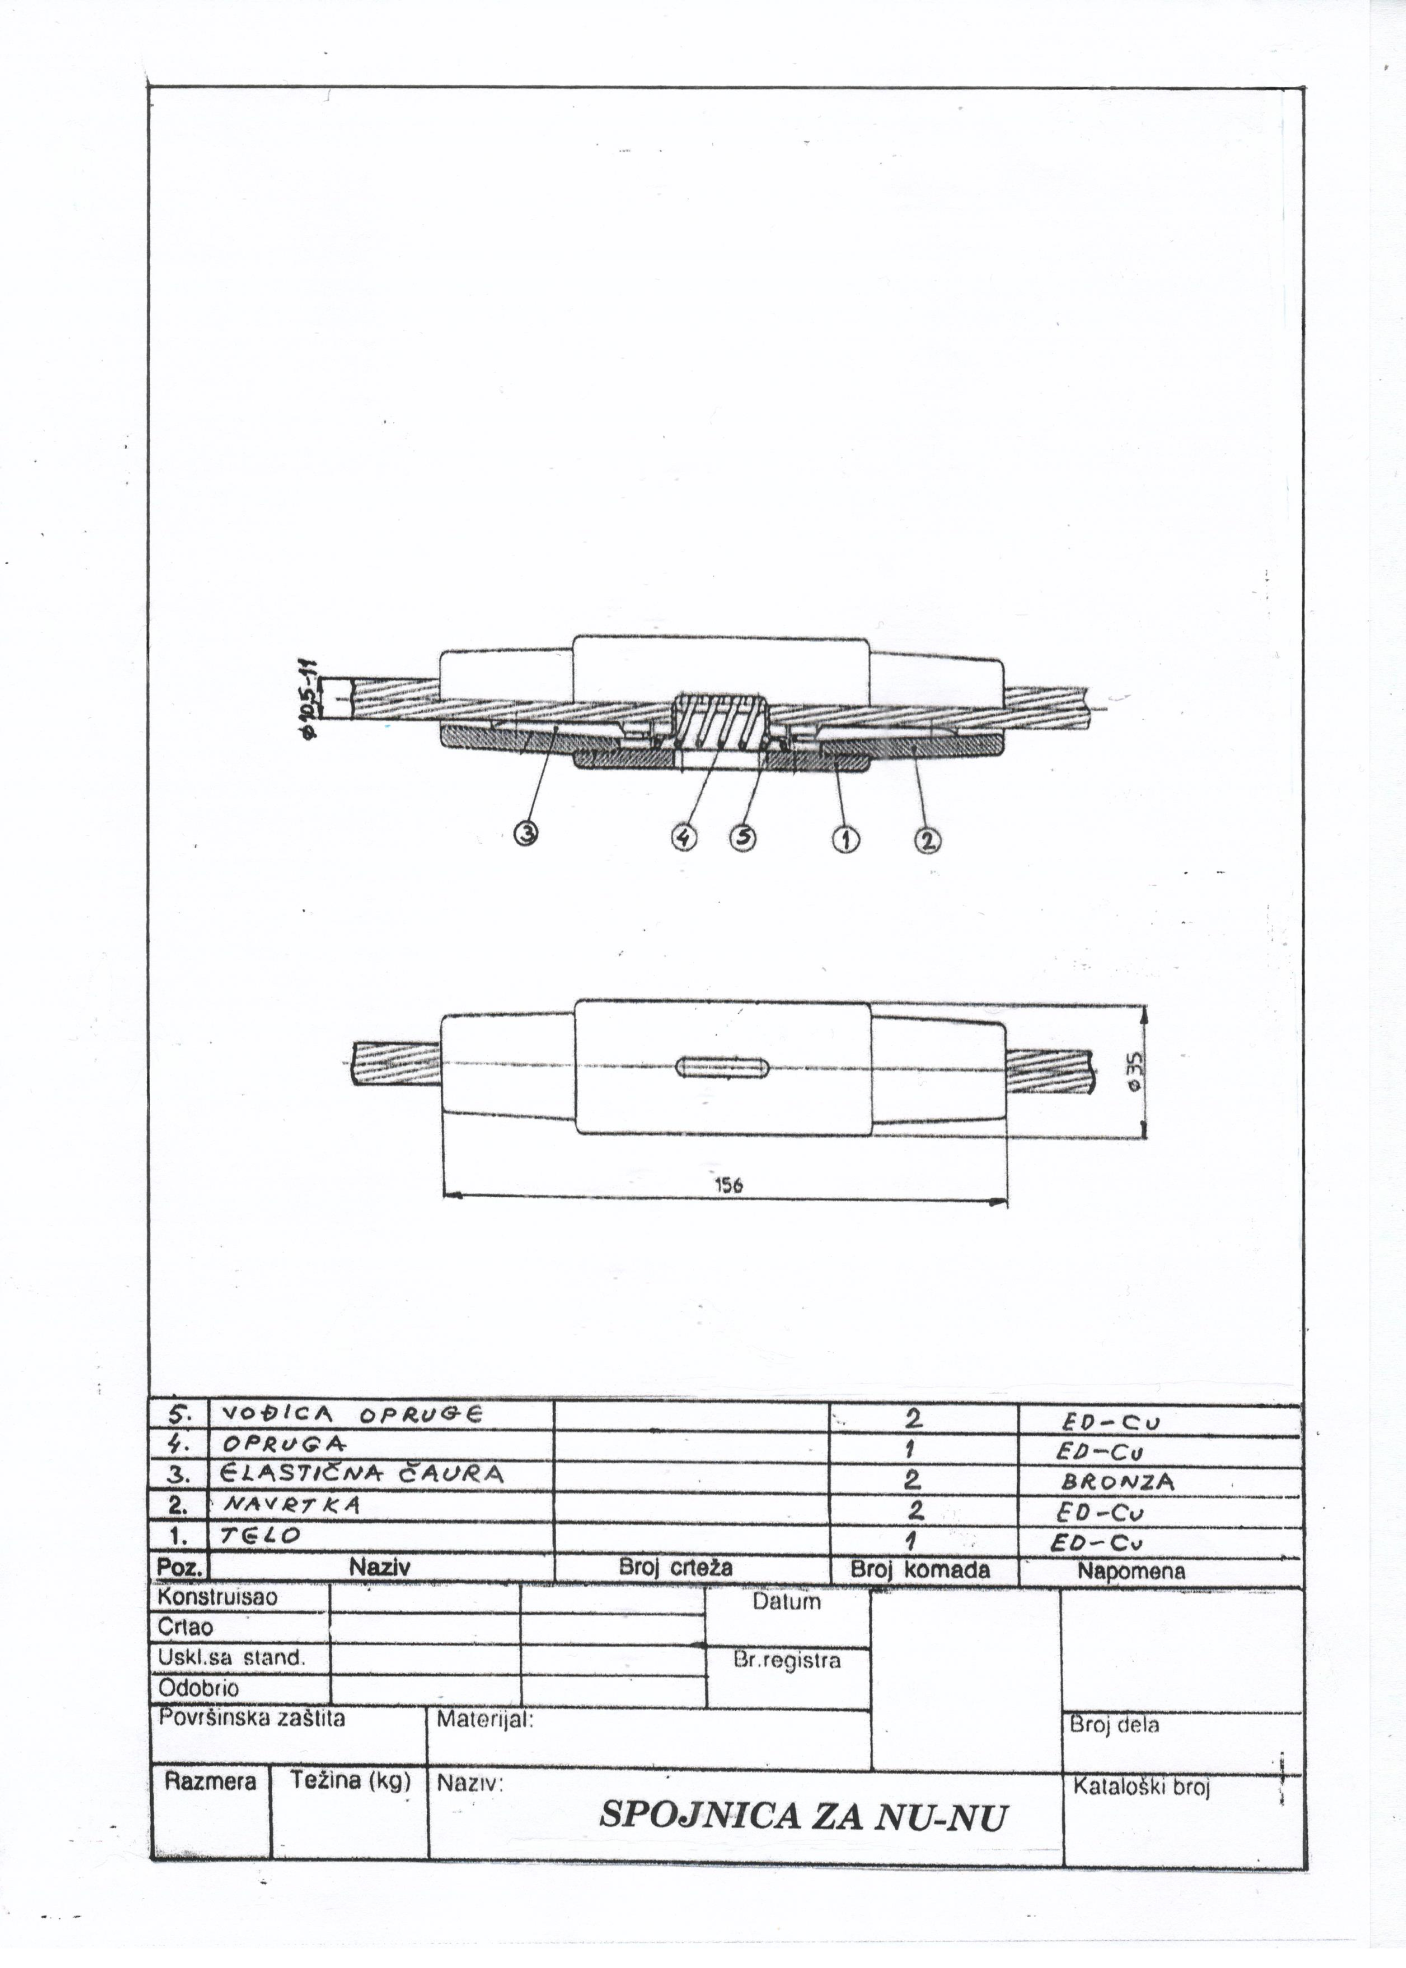 ø10,5-11
3 4 5 1 2
ø35
156
5. VOĐICA OPRUGE 2 ED-Cu
4. OPRUGA 1 ED-Cu
3. ELASTIČNA ČAURA 2 BRONZA
2. NAVRTKA 2 ED-Cu
1. TELO 1 ED-Cu
Poz. Naziv Broj crteža Broj komada Napomena
Konstruisao Datum
Crtao
Uskl.sa stand. Br.registra
Odobrio
Površinska zaštita Materijal: Broj dela
Razmera Težina (kg) Naziv: Kataloški broj
SPOJNICA ZA NU-NU